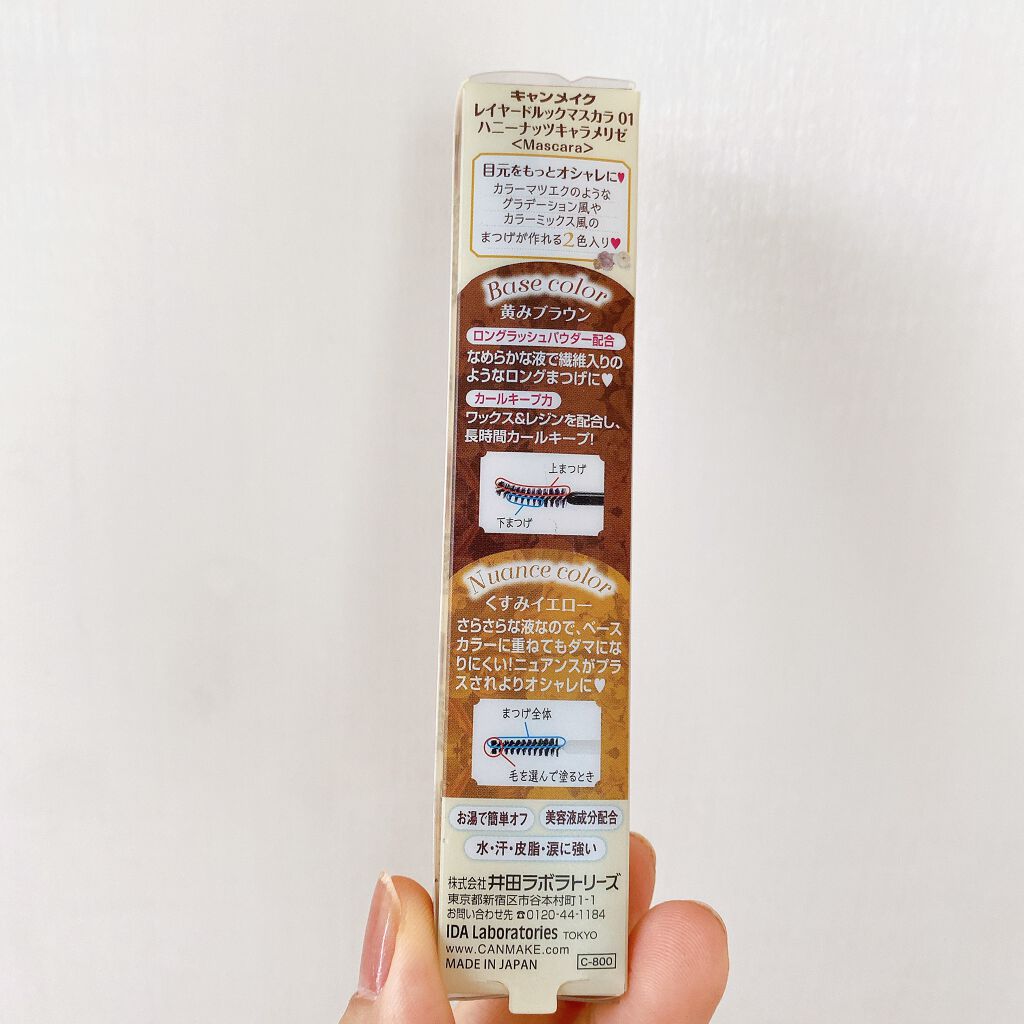 キャンメイク
レイヤードルックマスカラ 01
ハニーナッツキャラメリゼ
<Mascara>
目元をもっとオシャレに♥
カラーマツエクのような
グラデーション風や
カラーミックス風の
まつげが作れる2色入り♥
Base color
黄みブラウン
ロングラッシュパウダー配合
なめらかな液で繊維入りの
ようなロングまつげに♥
カールキープ力
ワックス&レジンを配合し、
長時間カールキープ!
上まつげ
下まつげ
Nuance color
くすみイエロー
さらさらな液なので、ベース
カラーに重ねてもダマにな
りにくい!ニュアンスがプラ
スされよりオシャレに♥
まつげ全体
毛を選んで塗るとき
お湯で簡単オフ 美容液成分配合
水・汗・皮脂・涙に強い
株式会社井田ラボラトリーズ
東京都新宿区市谷本村町1-1
お問い合わせ先 ☎0120-44-1184
IDA Laboratories TOKYO
www.CANMAKE.com
MADE IN JAPAN C-800